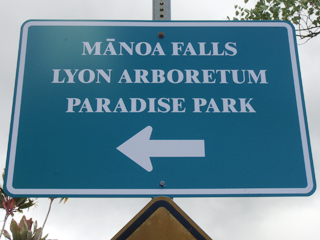 MĀNOA FALLS
LYON ARBORETUM
PARADISE PARK